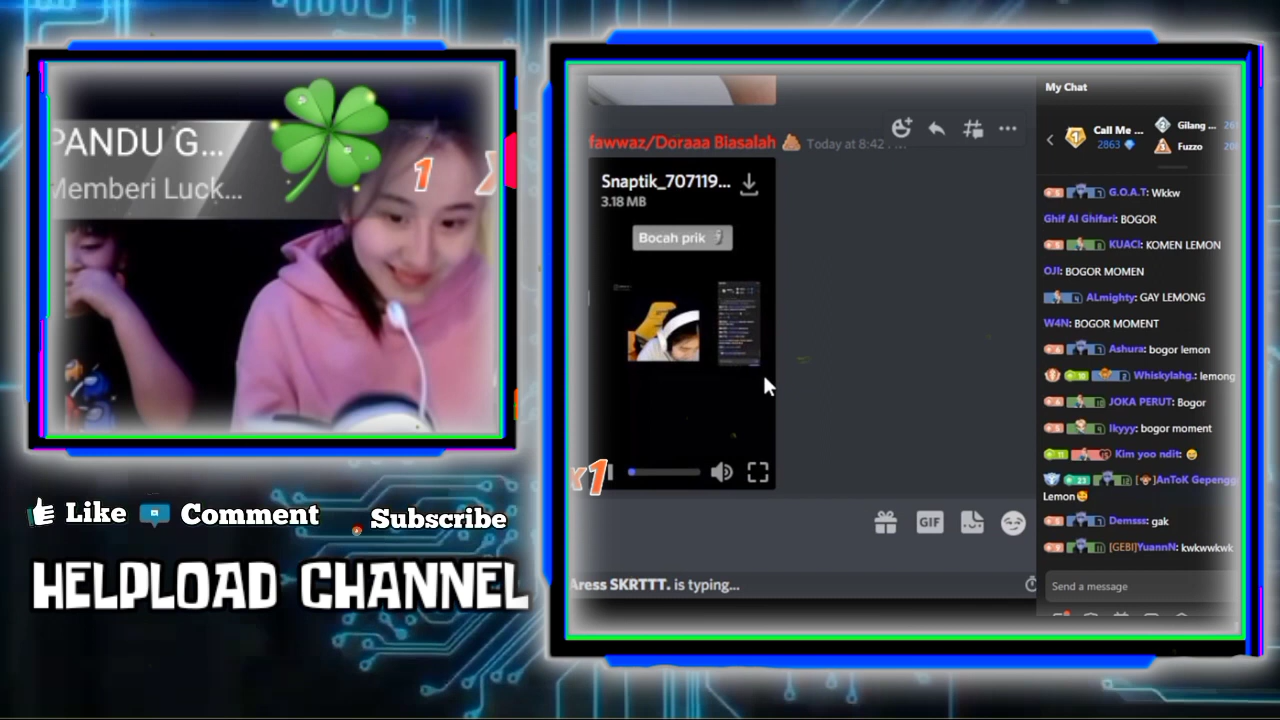 PANDU G...
Memberi Luck...
1
Like
Comment
Subscribe
HELPLOAD CHANNEL
fawwaz/Doraaa Biasalah
Today at 8:42
Snaptik_707119...
3.18 MB
Bocah prik
x1
GIF
Aress SKRTTT. is typing...
My Chat
Call Me ...
2863
Gilang ...
Fuzzo
G.O.A.T: Wkkw
Ghif Al Ghifari: BOGOR
KUACI: KOMEN LEMON
OJI: BOGOR MOMEN
ALmighty: GAY LEMONG
W4N: BOGOR MOMENT
Ashura: bogor lemon
Whiskylahg.: lemong
JOKA PERUT: Bogor
Ikyyy: bogor moment
Kim yoo ndit: 😅
AnToK Gepengg
Lemon🥰
Demsss: gak
[GEBI]YuannN: kwkwwkwk
Send a message